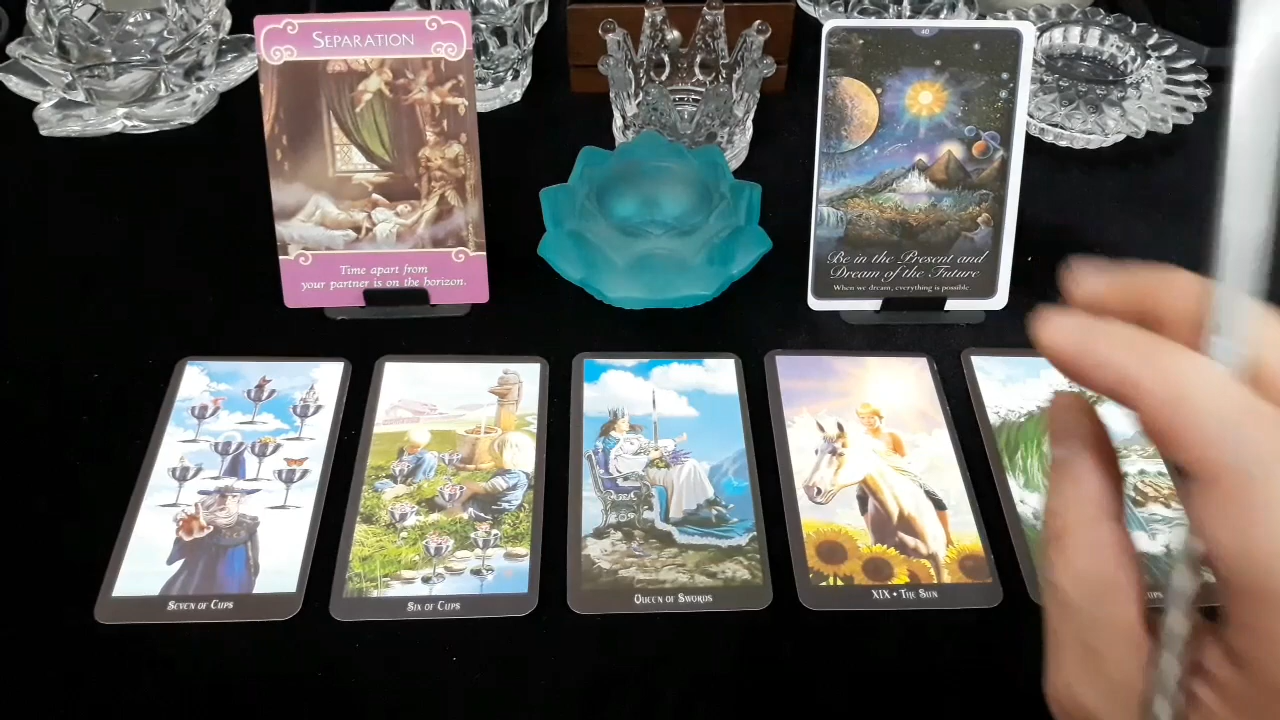 SEPARATION
Time apart from
your partner is on the horizon.
40
Be in the Present and
Dream of the Future
When we dream, everything is possible.
SEVEN OF CUPS
SIX OF CUPS
QUEEN OF SWORDS
XIX • THE SUN